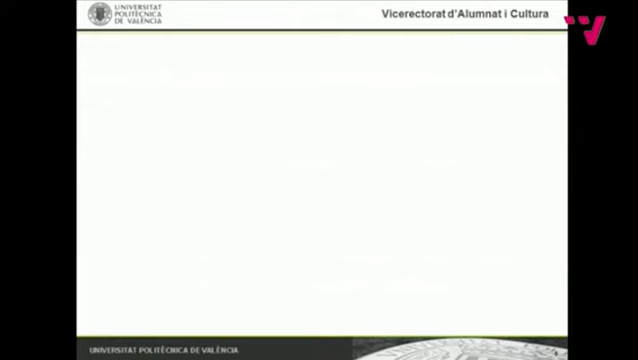 UNIVERSITAT
POLITÈCNICA
DE VALÈNCIA
Vicerectorat d'Alumnat i Cultura
UNIVERSITAT POLITÈCNICA DE VALÈNCIA